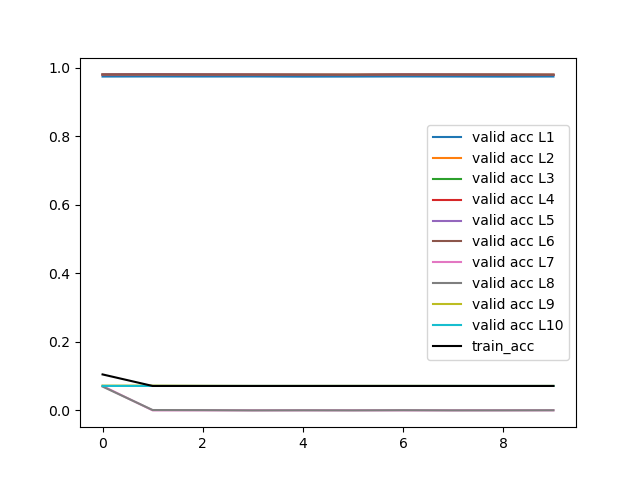 1.0
0.8
0.6
0.4
0.2
0.0
0 2 4 6 8
valid acc L1
valid acc L2
valid acc L3
valid acc L4
valid acc L5
valid acc L6
valid acc L7
valid acc L8
valid acc L9
valid acc L10
train_acc